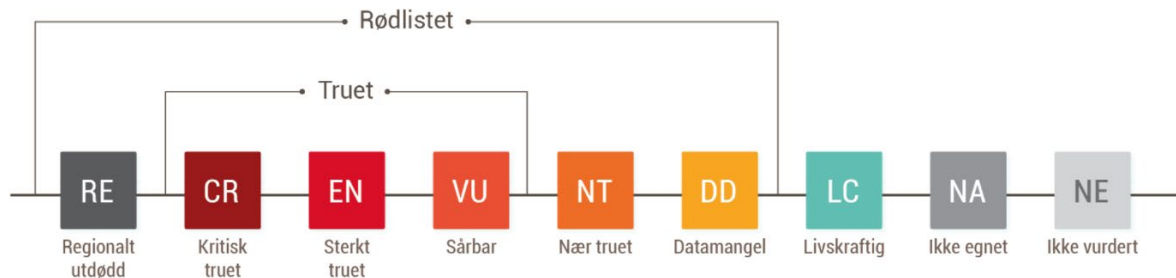 Rødlistet
Truet
RE
CR
EN
VU
NT
DD
LC
NA
NE
Regionalt
utdødd
Kritisk
truet
Sterkt
truet
Sårbar
Nær truet
Datamangel
Livskraftig
Ikke egnet
Ikke vurdert